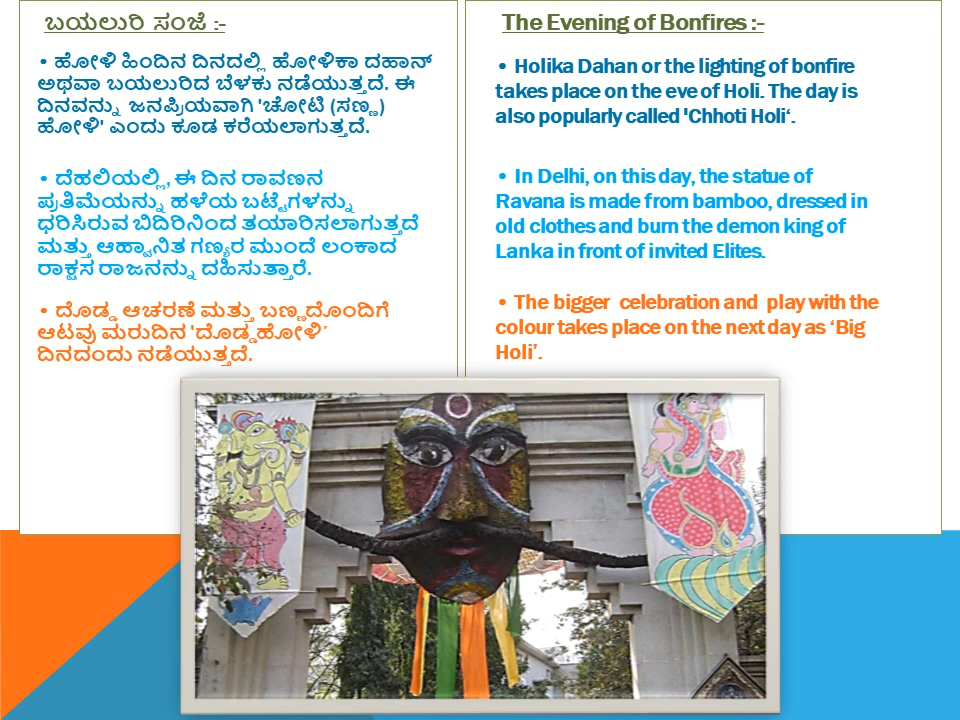 ಬಯಲುರಿ ಸಂಜೆ :-
• ಹೋಳಿ ಹಿಂದಿನ ದಿನದಲ್ಲಿ ಹೋಳಿಕಾ ದಹಾನ್
ಅಥವಾ ಬಯಲುರಿದ ಬೆಳಕು ನಡೆಯುತ್ತದೆ. ಈ
ದಿನವನ್ನು ಜನಪ್ರಿಯವಾಗಿ 'ಚೋಟಿ (ಸಣ್ಣ)
ಹೋಳಿ' ಎಂದು ಕೂಡ ಕರೆಯಲಾಗುತ್ತದೆ.
• ದೆಹಲಿಯಲ್ಲಿ, ಈ ದಿನ ರಾವಣನ
ಪ್ರತಿಮೆಯನ್ನು ಹಳೆಯ ಬಟ್ಟೆಗಳನ್ನು
ಧರಿಸಿರುವ ಬಿದಿರಿನಿಂದ ತಯಾರಿಸಲಾಗುತ್ತದೆ
ಮತ್ತು ಆಹ್ವಾನಿತ ಗಣ್ಯರ ಮುಂದೆ ಲಂಕಾದ
ರಾಕ್ಷಸ ರಾಜನನ್ನು ದಹಿಸುತ್ತಾರೆ.
• ದೊಡ್ಡ ಆಚರಣೆ ಮತ್ತು ಬಣ್ಣದೊಂದಿಗೆ
ಆಟವು ಮರುದಿನ 'ದೊಡ್ಡಹೋಳಿ'
ದಿನದಂದು ನಡೆಯುತ್ತದೆ.
The Evening of Bonfires :-
• Holika Dahan or the lighting of bonfire
takes place on the eve of Holi. The day is
also popularly called 'Chhoti Holi‘.
• In Delhi, on this day, the statue of
Ravana is made from bamboo, dressed in
old clothes and burn the demon king of
Lanka in front of invited Elites.
• The bigger celebration and play with the
colour takes place on the next day as ‘Big
Holi’.